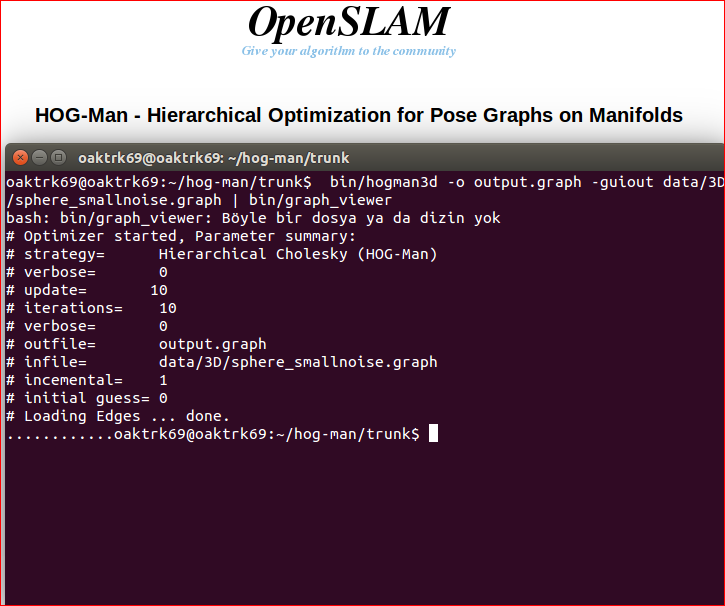 OpenSLAM
Give your algorithm to the community
HOG-Man - Hierarchical Optimization for Pose Graphs on Manifolds
oaktrk69@oaktrk69: ~/hog-man/trunk
oaktrk69@oaktrk69:~/hog-man/trunk$  bin/hogman3d -o output.graph -guiout data/3D
/sphere_smallnoise.graph | bin/graph_viewer
bash: bin/graph_viewer: Böyle bir dosya ya da dizin yok
# Optimizer started, Parameter summary:
# strategy=      Hierarchical Cholesky (HOG-Man)
# verbose=       0
# update=       10
# iterations=    10
# verbose=       0
# outfile=       output.graph
# infile=        data/3D/sphere_smallnoise.graph
# incemental=    1
# initial guess= 0
# Loading Edges ... done.
............oaktrk69@oaktrk69:~/hog-man/trunk$